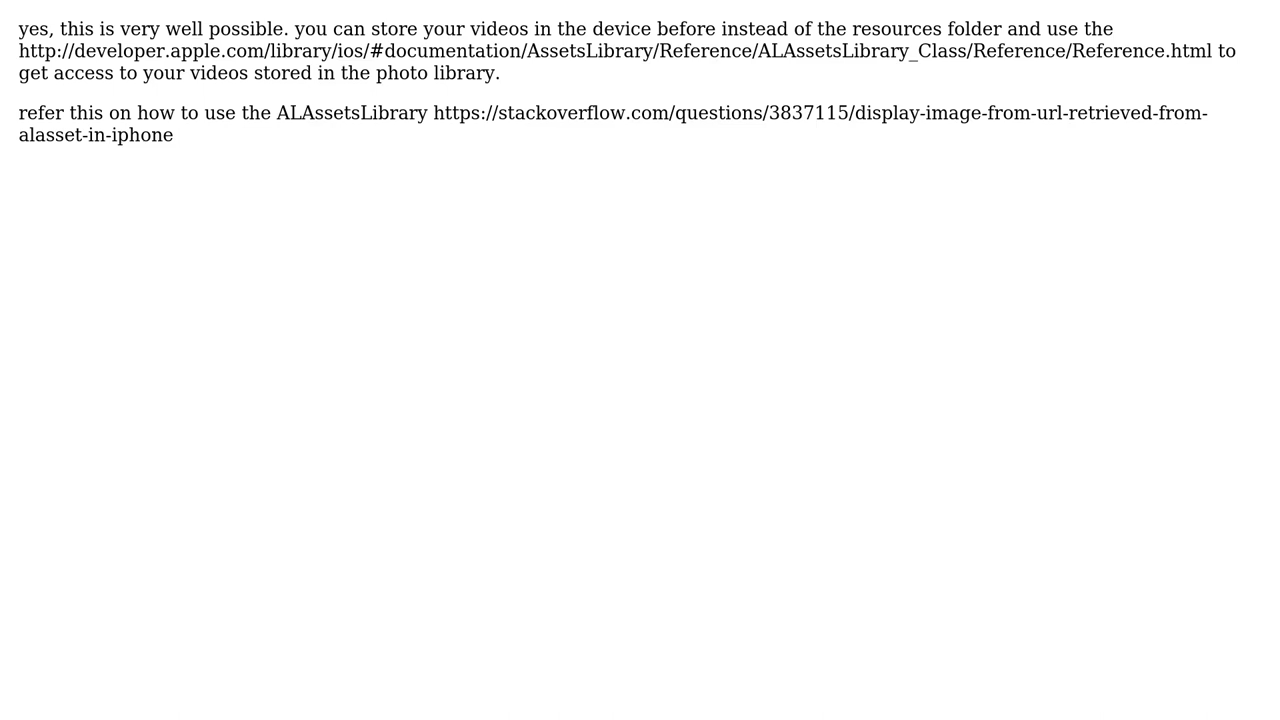 yes, this is very well possible. you can store your videos in the device before instead of the resources folder and use the
http://developer.apple.com/library/ios/#documentation/AssetsLibrary/Reference/ALAssetsLibrary_Class/Reference/Reference.html to
get access to your videos stored in the photo library.
refer this on how to use the ALAssetsLibrary https://stackoverflow.com/questions/3837115/display-image-from-url-retrieved-from-
alasset-in-iphone